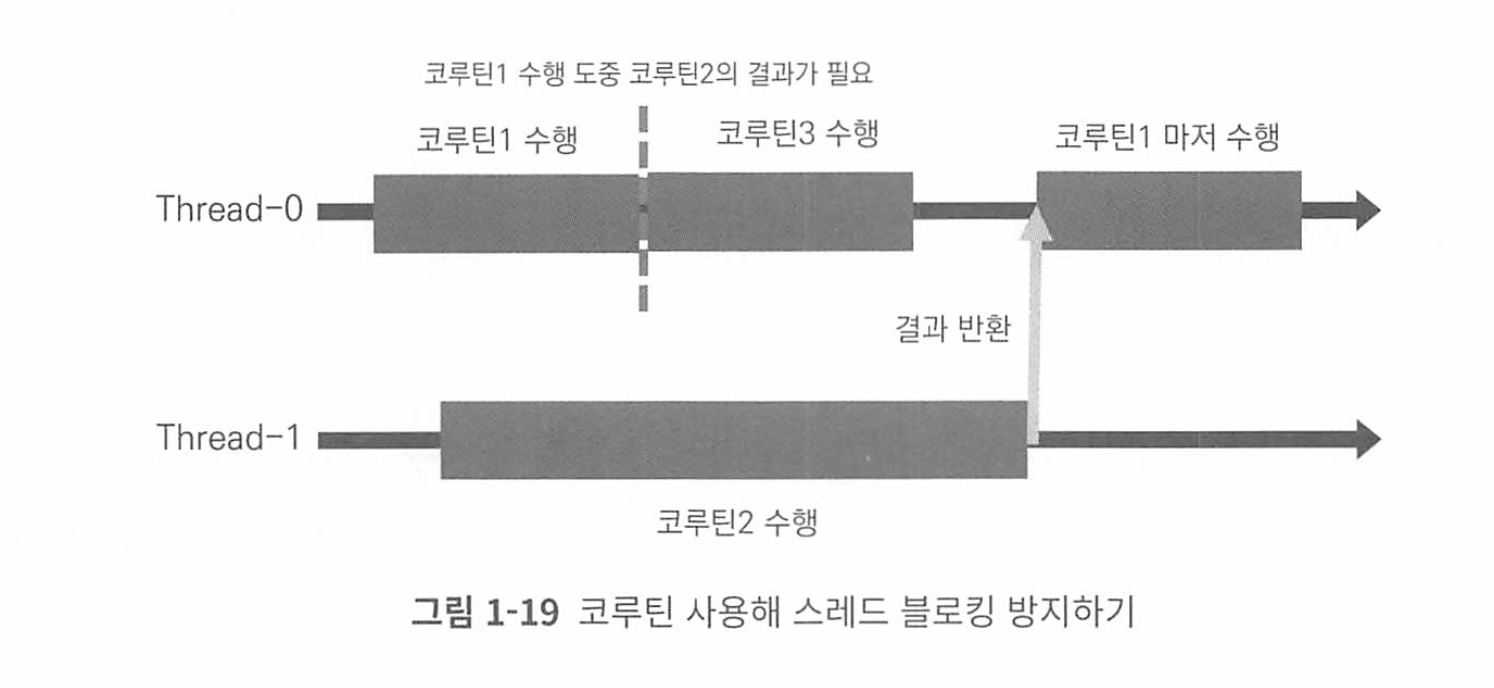 코루틴1 수행 도중 코루틴2의 결과가 필요
코루틴1 수행
코루틴3 수행
코루틴1 마저 수행
Thread-0
결과 반환
Thread-1
코루틴2 수행
그림 1-19 코루틴 사용해 스레드 블로킹 방지하기